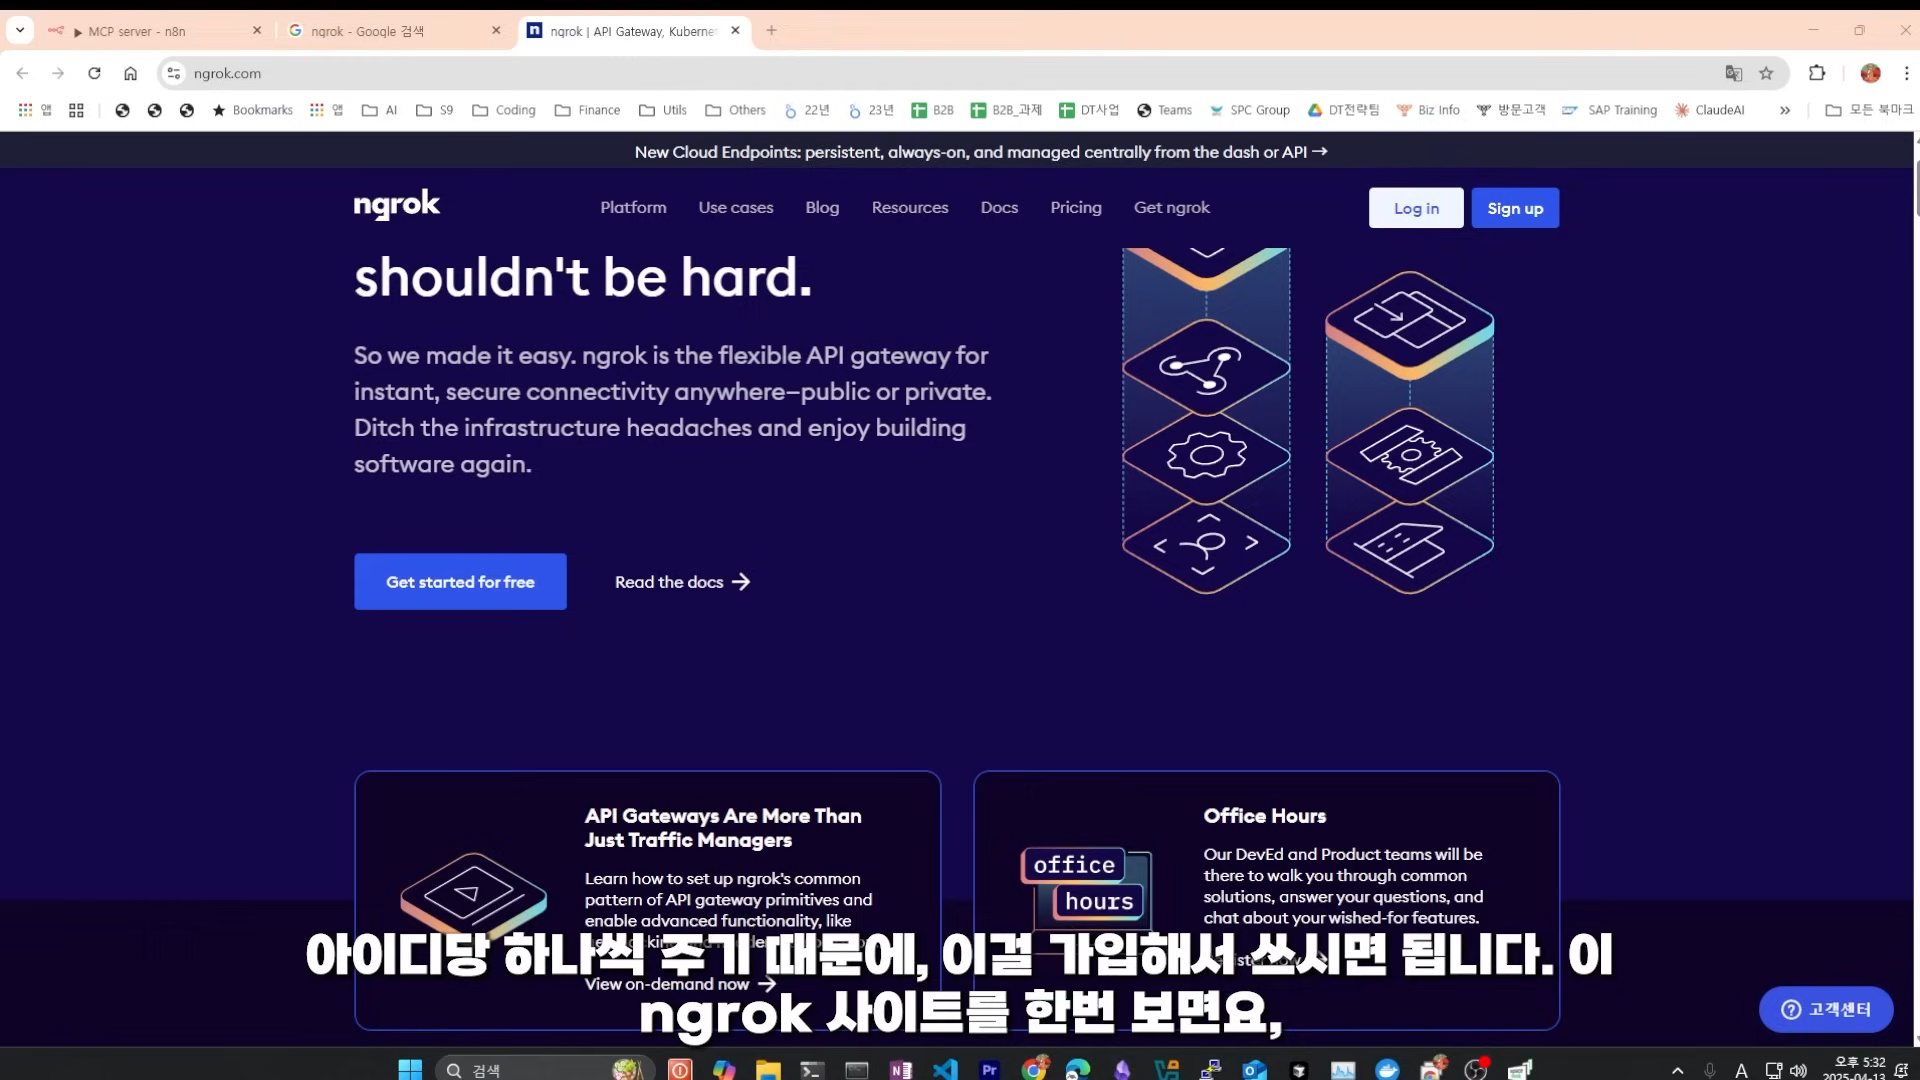 MCP server - n8n
ngrok - Google 검색
ngrok | API Gateway, Kubernet
ngrok.com
앱
Bookmarks
앱
AI
S9
Coding
Finance
Utils
Others
22년
23년
B2B
B2B_과제
DT사업
Teams
SPC Group
DT전략팀
Biz Info
방문고객
SAP Training
ClaudeAI
모든 북마크
New Cloud Endpoints: persistent, always-on, and managed centrally from the dash or API →
ngrok
Platform
Use cases
Blog
Resources
Docs
Pricing
Get ngrok
Log in
Sign up
shouldn't be hard.
So we made it easy. ngrok is the flexible API gateway for
instant, secure connectivity anywhere—public or private.
Ditch the infrastructure headaches and enjoy building
software again.
Get started for free
Read the docs →
API Gateways Are More Than
Just Traffic Managers
Learn how to set up ngrok's common
pattern of API gateway primitives and
enable advanced functionality, like
View on-demand now →
office
hours
Office Hours
Our DevEd and Product teams will be
there to walk you through common
solutions, answer your questions, and
chat about your wished-for features.
아이디당 하나씩 주기 때문에, 이걸 가입해서 쓰시면 됩니다. 이
ngrok 사이트를 한번 보면요,
고객센터
검색
Pr
A
오후 5:32
2025-04-13